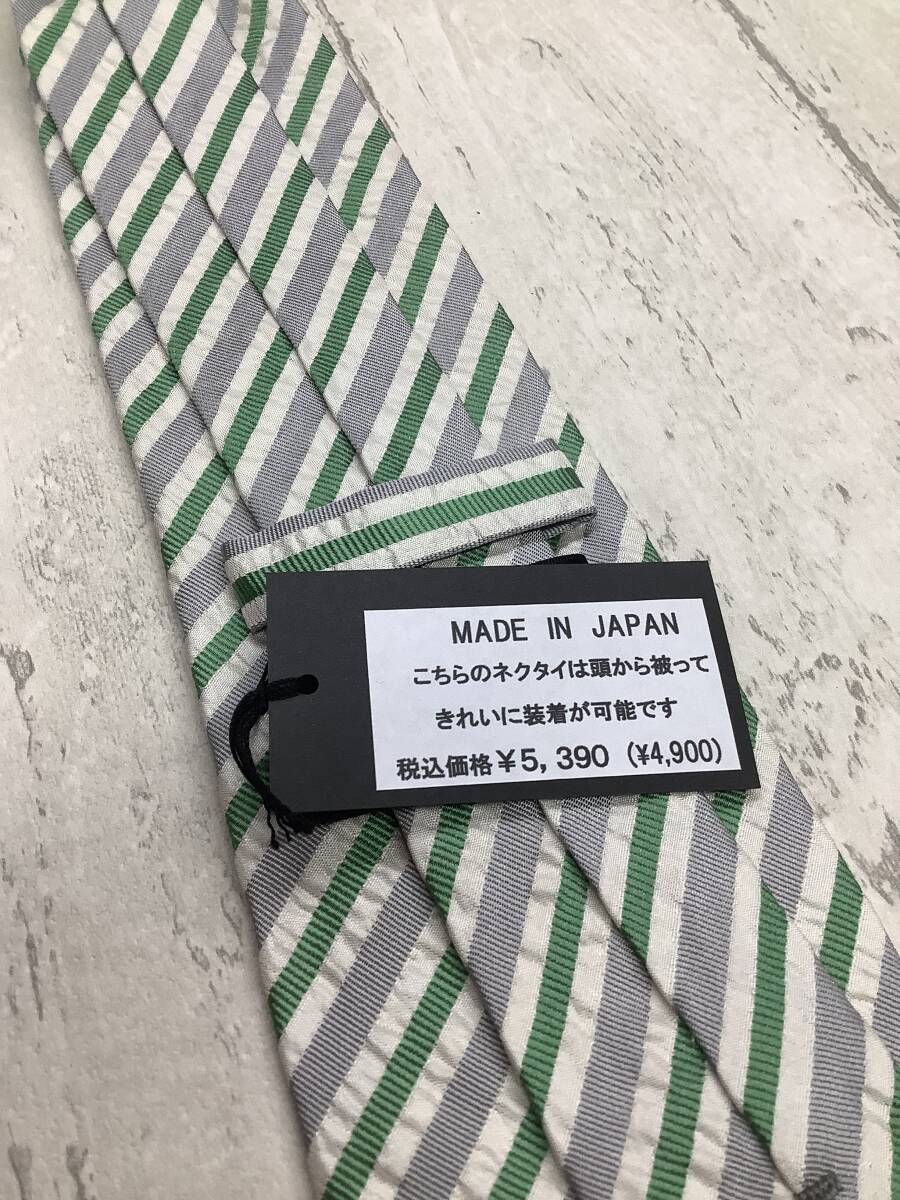 MADE IN JAPAN
こちらのネクタイは頭から被って
きれいに装着が可能です
税込価格¥5,390 (¥4,900)